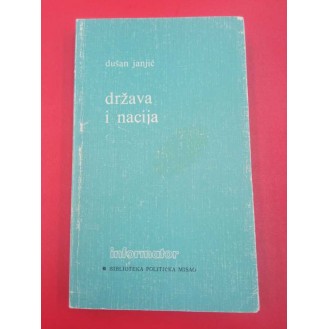 dušan janjić
država
i nacija
informator
■ BIBLIOTEKA POLITIČKA MISAO